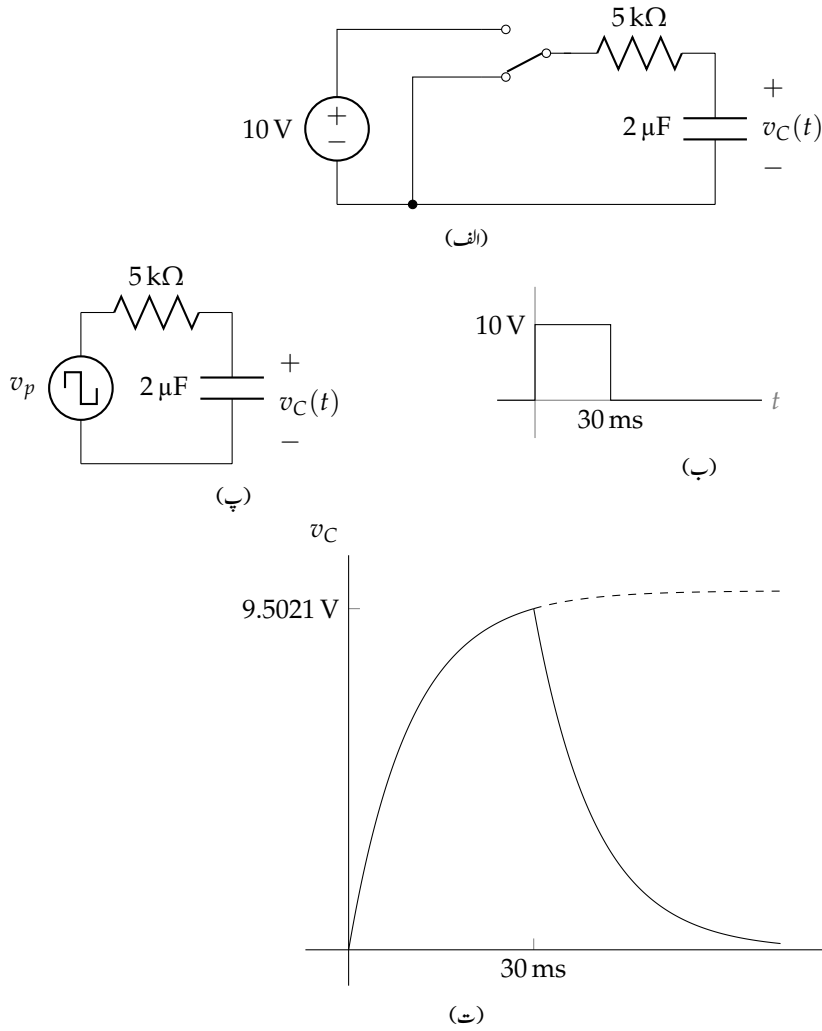 5 kΩ
10 V
+
−
2 µF
+
v_C(t)
−
(الف)
5 kΩ
v_p
2 µF
+
v_C(t)
−
(پ)
10 V
30 ms
t
(ب)
v_C
9.5021 V
30 ms
(ت)